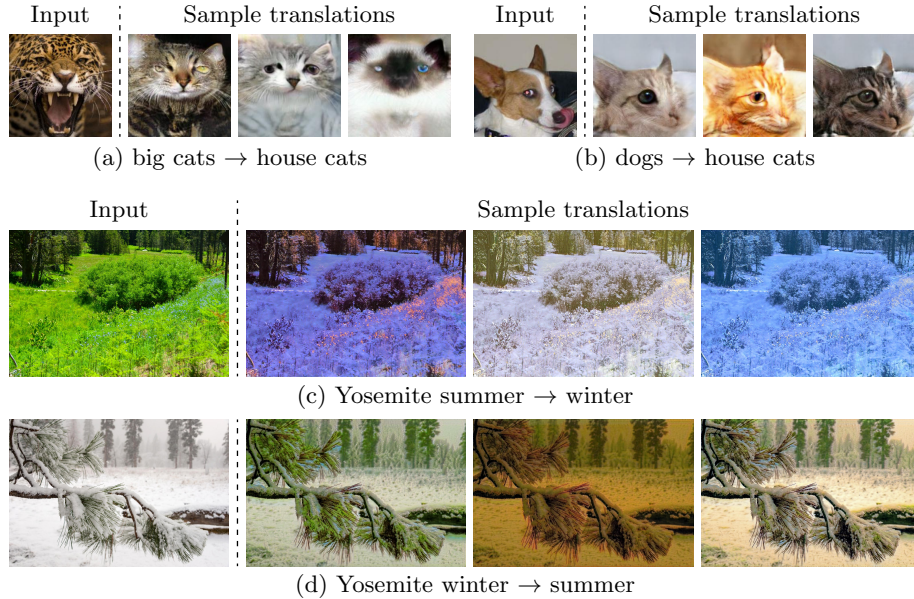 Input Sample translations Input Sample translations
(a) big cats → house cats (b) dogs → house cats
Input Sample translations
(c) Yosemite summer → winter
(d) Yosemite winter → summer